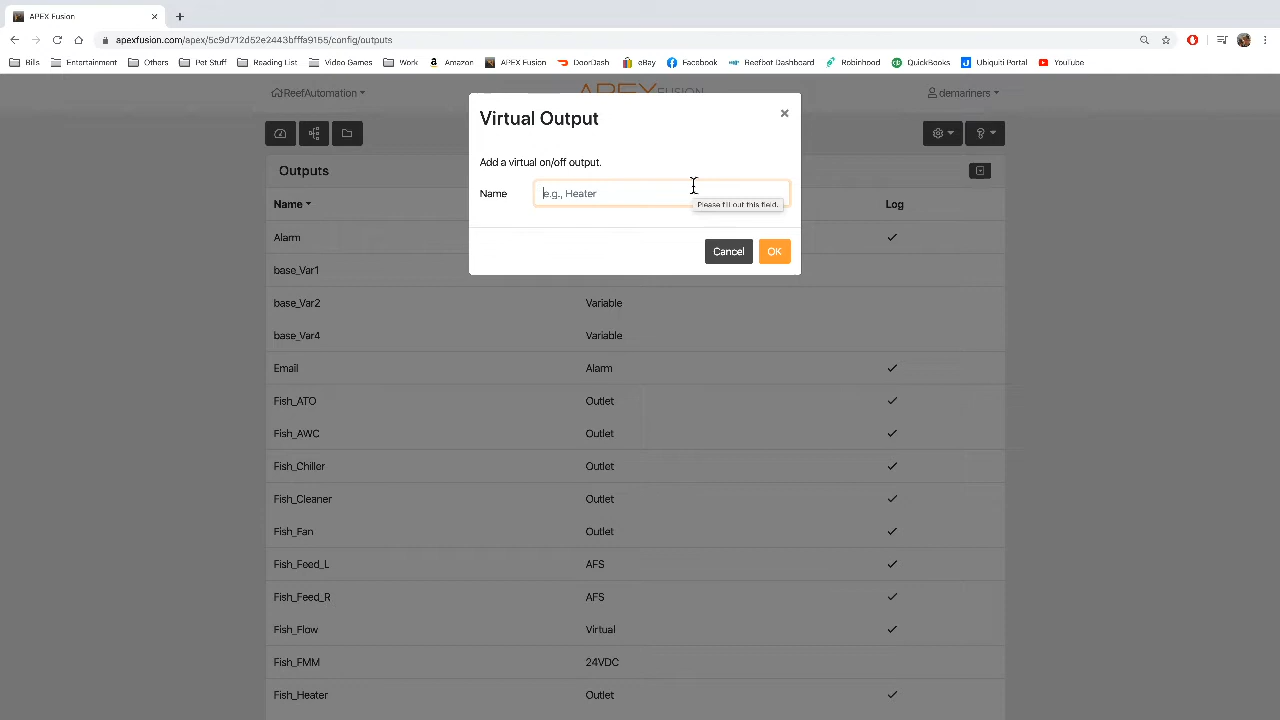 APEX Fusion
apexfusion.com/apex/5c9d712d52e2443bfffa9155/config/outputs
Bills Entertainment Others Pet Stuff Reading List Video Games Work Amazon APEX Fusion DoorDash eBay Facebook Reefbot Dashboard Robinhood QuickBooks Ubiquiti Portal YouTube
ReefAutomation APEX FUSION demariners
Virtual Output
Add a virtual on/off output.
Name e.g., Heater
Please fill out this field.
Cancel OK
Outputs
Name Log
Alarm
base_Var1
base_Var2 Variable
base_Var4 Variable
Email Alarm
Fish_ATO Outlet
Fish_AWC Outlet
Fish_Chiller Outlet
Fish_Cleaner Outlet
Fish_Fan Outlet
Fish_Feed_L AFS
Fish_Feed_R AFS
Fish_Flow Virtual
Fish_FMM 24VDC
Fish_Heater Outlet